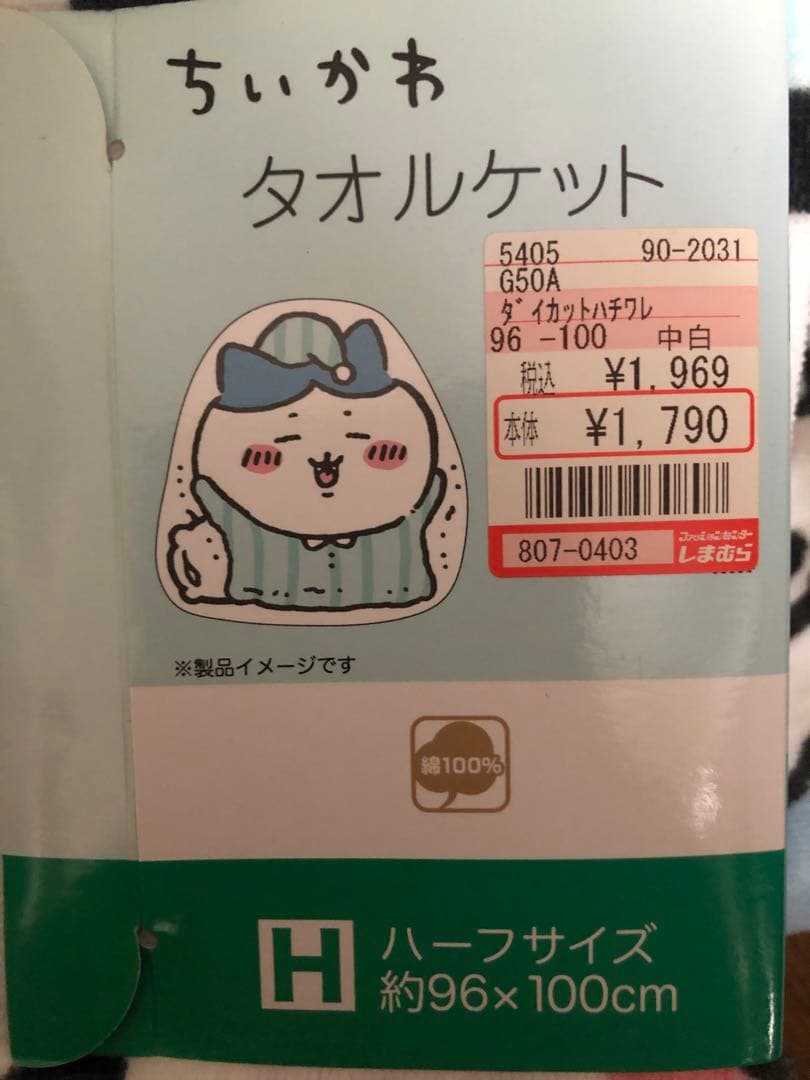 ちいかわ
タオルケット
5405 90-2031
G50A
ダイカットハチワレ
96 -100 中白
税込 ¥1,969
本体 ¥1,790
807-0403
ファッションセンター
しまむら
※製品イメージです
綿100%
H ハーフサイズ
約96×100cm